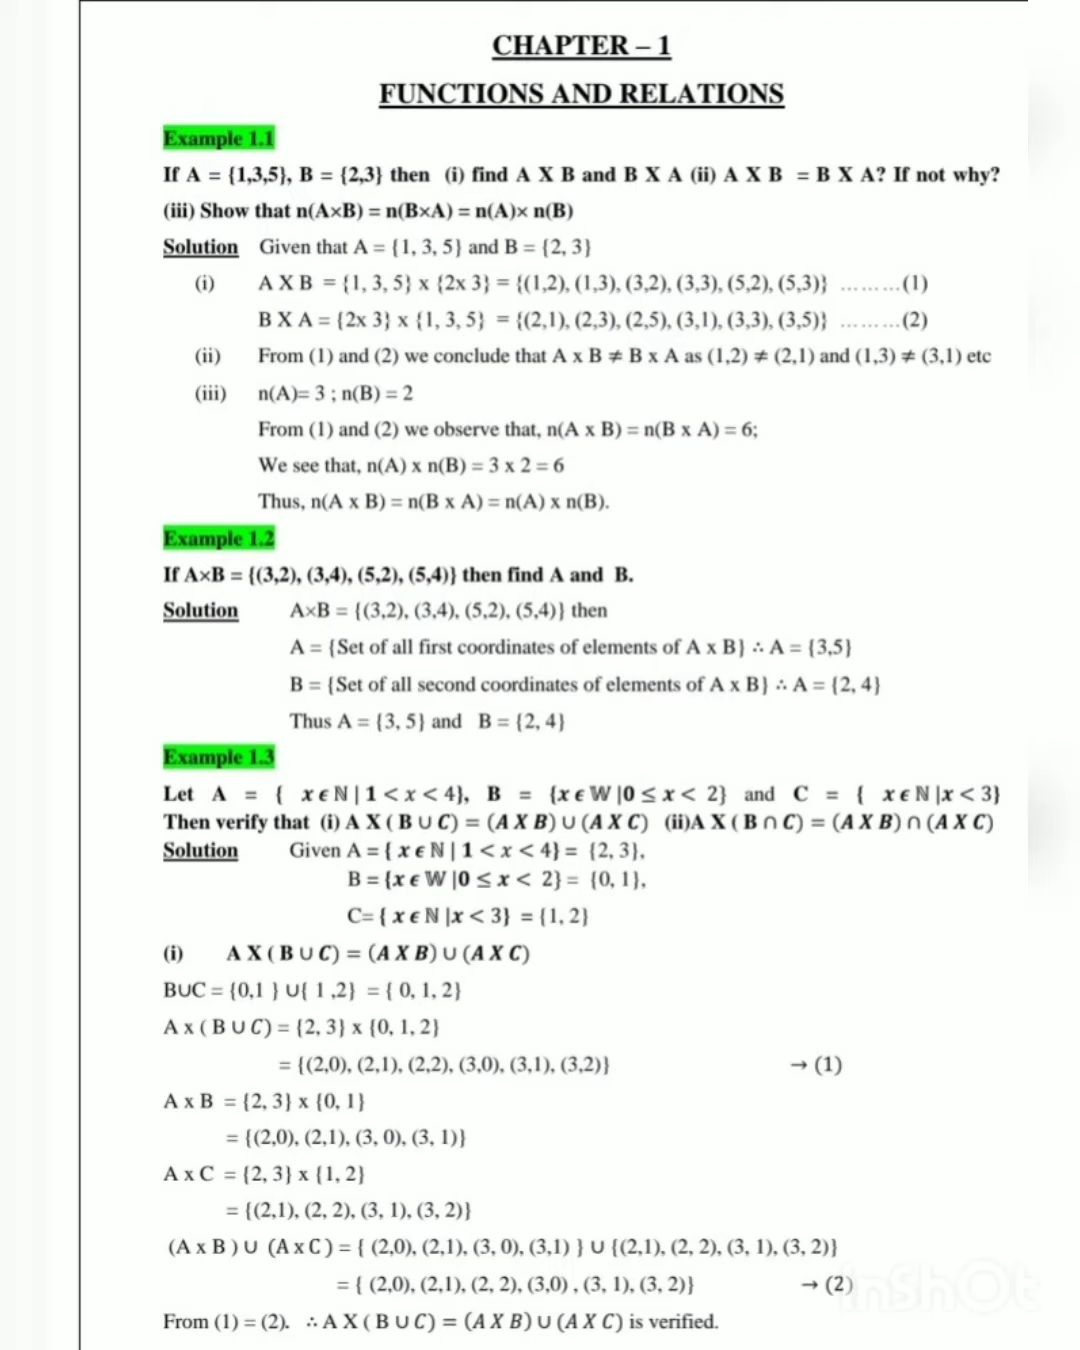 CHAPTER – 1
FUNCTIONS AND RELATIONS
Example 1.1
If A = {1,3,5}, B = {2,3} then (i) find A X B and B X A (ii) A X B = B X A? If not why?
(iii) Show that n(A×B) = n(B×A) = n(A)× n(B)
Solution Given that A = {1, 3, 5} and B = {2, 3}
(i) A X B = {1, 3, 5} x {2x 3} = {(1,2), (1,3), (3,2), (3,3), (5,2), (5,3)} ………(1)
B X A = {2x 3} x {1, 3, 5} = {(2,1), (2,3), (2,5), (3,1), (3,3), (3,5)} ………(2)
(ii) From (1) and (2) we conclude that A x B ≠ B x A as (1,2) ≠ (2,1) and (1,3) ≠ (3,1) etc
(iii) n(A)= 3 ; n(B) = 2
From (1) and (2) we observe that, n(A x B) = n(B x A) = 6;
We see that, n(A) x n(B) = 3 x 2 = 6
Thus, n(A x B) = n(B x A) = n(A) x n(B).
Example 1.2
If A×B = {(3,2), (3,4), (5,2), (5,4)} then find A and B.
Solution A×B = {(3,2), (3,4), (5,2), (5,4)} then
A = {Set of all first coordinates of elements of A x B} ∴ A = {3,5}
B = {Set of all second coordinates of elements of A x B} ∴ A = {2, 4}
Thus A = {3, 5} and B = {2, 4}
Example 1.3
Let A = { x ϵ N | 1 < x < 4}, B = {x ϵ W |0 ≤ x < 2} and C = { x ϵ N |x < 3}
Then verify that (i) A X ( B ∪ C) = (A X B) ∪ (A X C) (ii)A X ( B ∩ C) = (A X B) ∩ (A X C)
Solution Given A = { x ϵ N | 1 < x < 4} = {2, 3},
B = {x ϵ W |0 ≤ x < 2} = {0, 1},
C= { x ϵ N |x < 3} = {1, 2}
(i) A X ( B ∪ C) = (A X B) ∪ (A X C)
B∪C = {0,1 } ∪{ 1 ,2} = { 0, 1, 2}
A x ( B ∪ C) = {2, 3} x {0, 1, 2}
= {(2,0), (2,1), (2,2), (3,0), (3,1), (3,2)} → (1)
A x B = {2, 3} x {0, 1}
= {(2,0), (2,1), (3, 0), (3, 1)}
A x C = {2, 3} x {1, 2}
= {(2,1), (2, 2), (3, 1), (3, 2)}
(A x B ) ∪ (A x C ) = { (2,0), (2,1), (3, 0), (3,1) } ∪ {(2,1), (2, 2), (3, 1), (3, 2)}
= { (2,0), (2,1), (2, 2), (3,0) , (3, 1), (3, 2)} → (2)
From (1) = (2). ∴ A X ( B ∪ C) = (A X B) ∪ (A X C) is verified.
InShOt